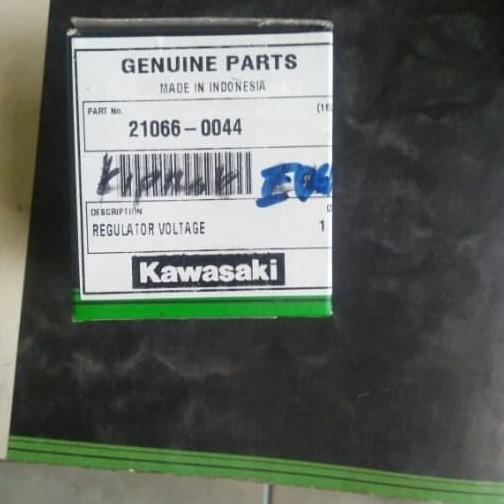 GENUINE PARTS
MADE IN INDONESIA
PART No.
21066-0044
DESCRIPTION
REGULATOR VOLTAGE
1
Kawasaki